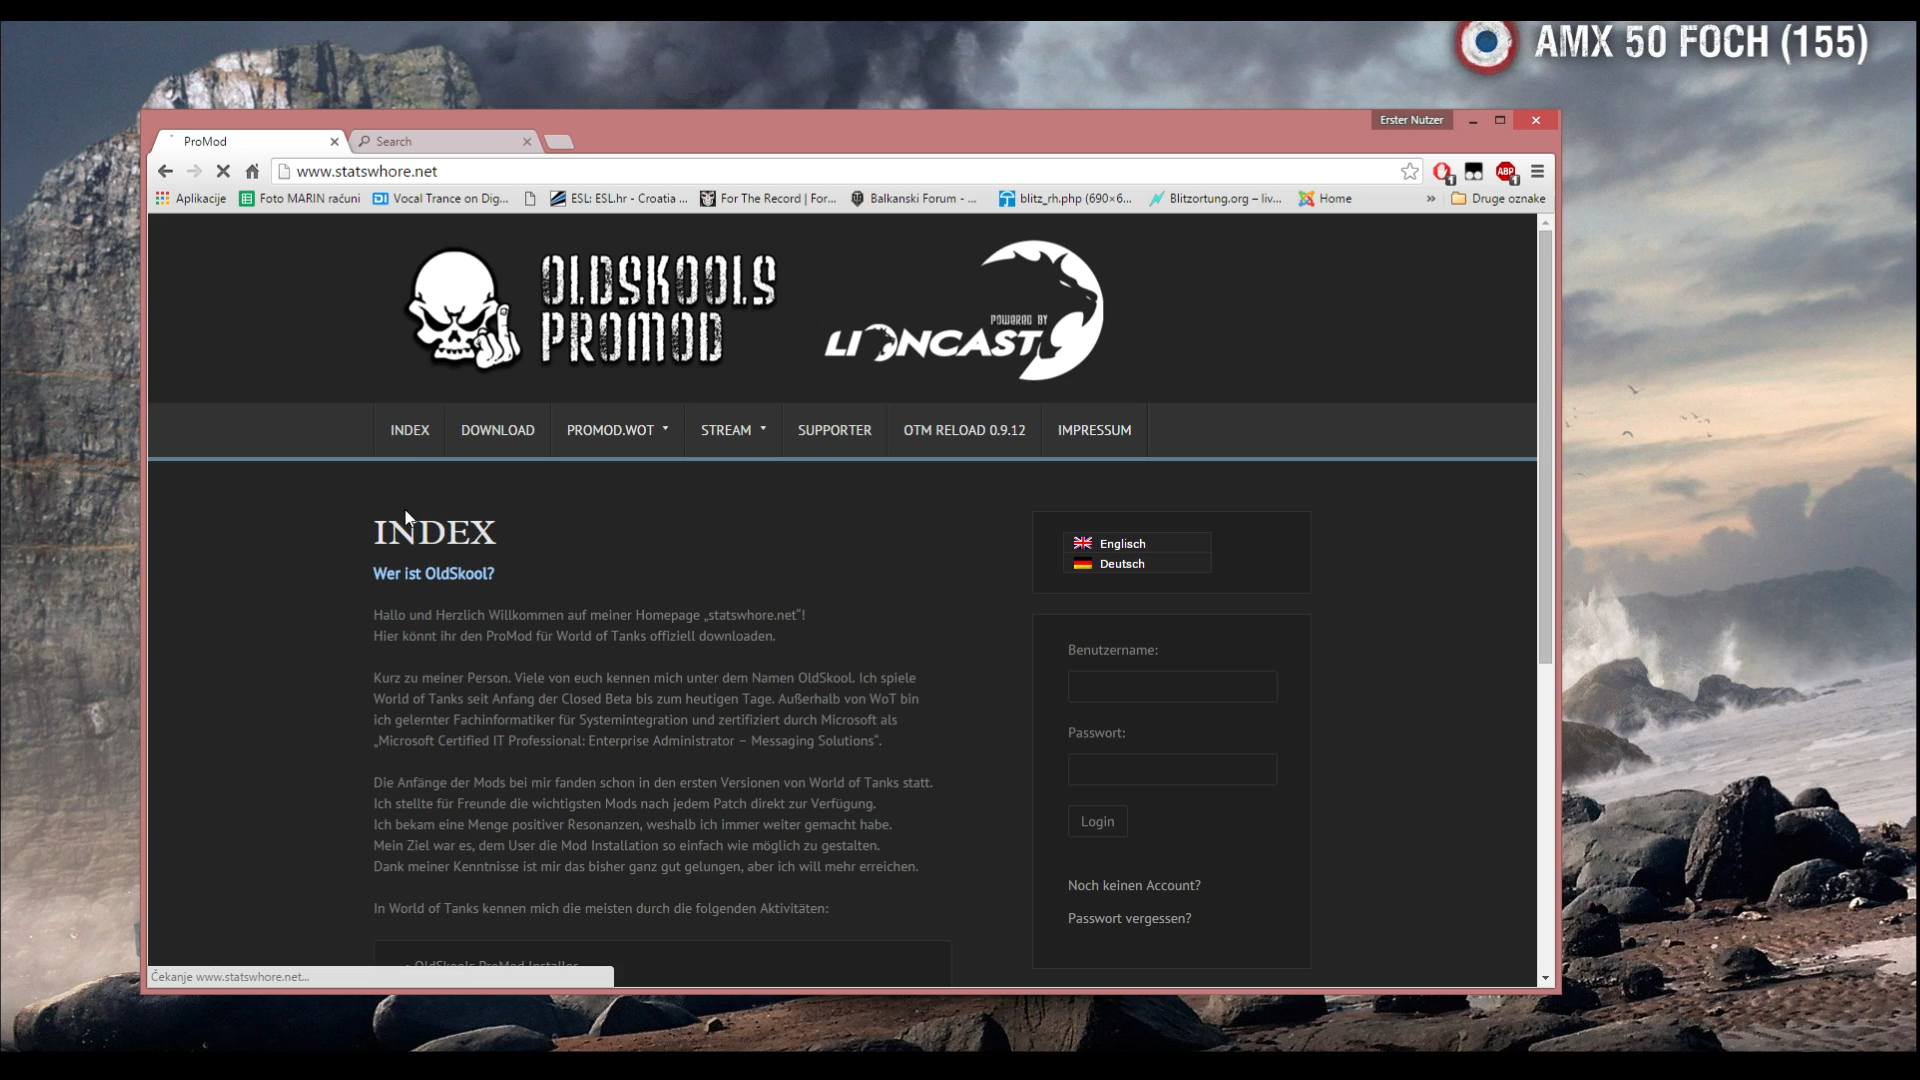 AMX 50 FOCH (155)
Erster Nutzer
ProMod
Search
www.statswhore.net
Aplikacije
Foto MARIN računi
Vocal Trance on Dig...
ESL: ESL.hr - Croatia ...
For The Record | For...
Balkanski Forum - ...
blitz_rh.php (690×6...
Blitzortung.org – liv...
Home
»
Druge oznake
ABP
1
1
OLDSKOOLS
PROMOD
POWERED BY
LIONCAST
INDEX
DOWNLOAD
PROMOD.WOT
STREAM
SUPPORTER
OTM RELOAD 0.9.12
IMPRESSUM
INDEX
Wer ist OldSkool?
Hallo und Herzlich Willkommen auf meiner Homepage „statswhore.net“!
Hier könnt ihr den ProMod für World of Tanks offiziell downloaden.
Kurz zu meiner Person. Viele von euch kennen mich unter dem Namen OldSkool. Ich spiele
World of Tanks seit Anfang der Closed Beta bis zum heutigen Tage. Außerhalb von WoT bin
ich gelernter Fachinformatiker für Systemintegration und zertifiziert durch Microsoft als
„Microsoft Certified IT Professional: Enterprise Administrator – Messaging Solutions“.
Die Anfänge der Mods bei mir fanden schon in den ersten Versionen von World of Tanks statt.
Ich stellte für Freunde die wichtigsten Mods nach jedem Patch direkt zur Verfügung.
Ich bekam eine Menge positiver Resonanzen, weshalb ich immer weiter gemacht habe.
Mein Ziel war es, dem User die Mod Installation so einfach wie möglich zu gestalten.
Dank meiner Kenntnisse ist mir das bisher ganz gut gelungen, aber ich will mehr erreichen.
In World of Tanks kennen mich die meisten durch die folgenden Aktivitäten:
OldSkools ProMod Installer
Englisch
Deutsch
Benutzername:
Passwort:
Login
Noch keinen Account?
Passwort vergessen?
Čekanje www.statswhore.net...